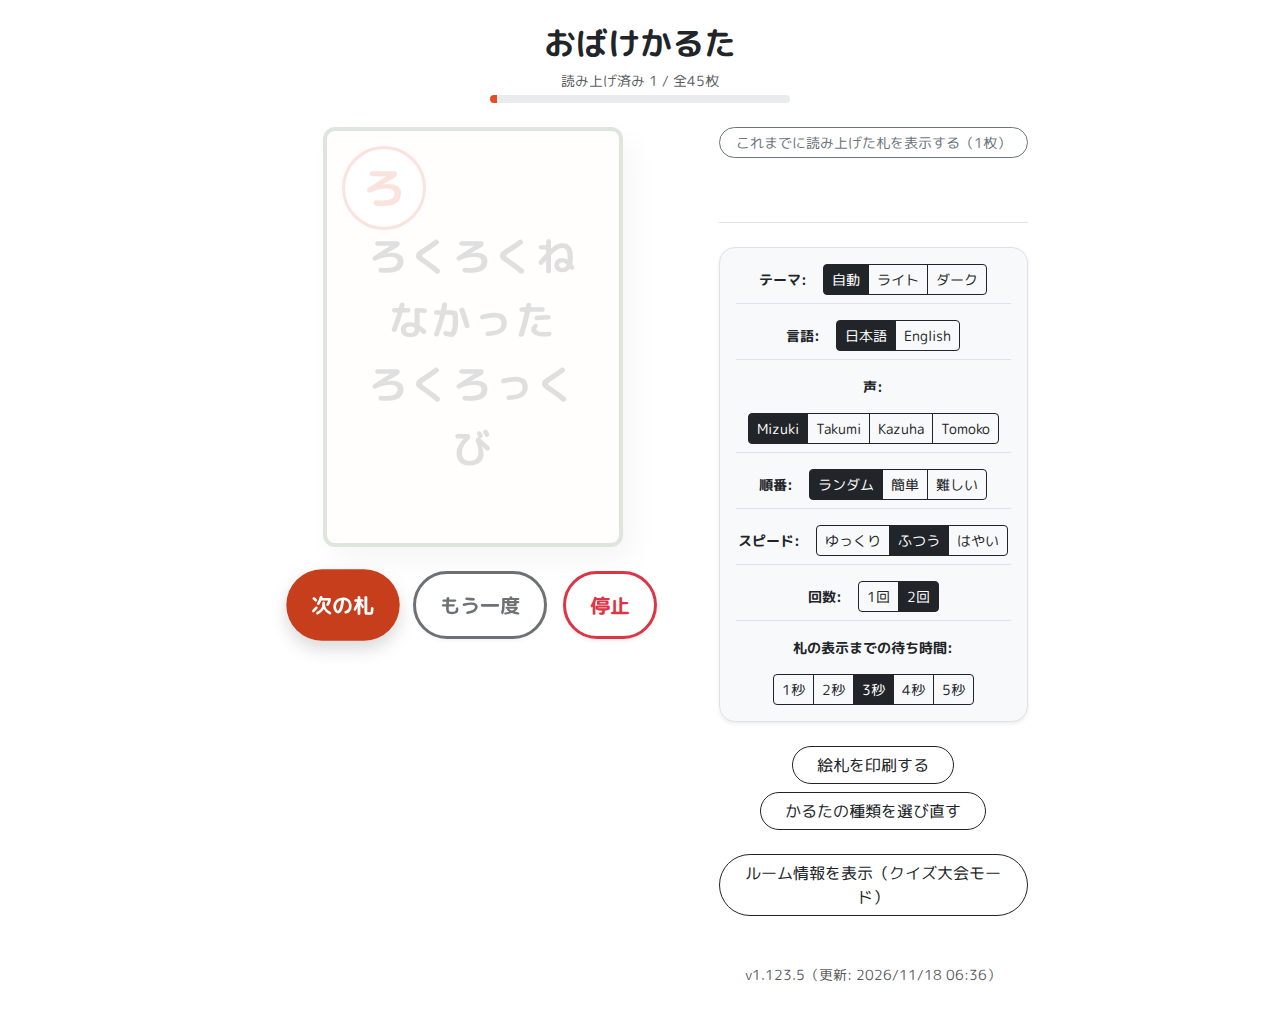 おばけかるた
読み上げ済み 1 / 全45枚
ろ
ろくろくね
なかった
ろくろっく
び
次の札
もう一度
停止
これまでに読み上げた札を表示する（1枚）
テーマ: 自動 ライト ダーク
言語: 日本語 English
声:
Mizuki Takumi Kazuha Tomoko
順番: ランダム 簡単 難しい
スピード: ゆっくり ふつう はやい
回数: 1回 2回
札の表示までの待ち時間:
1秒 2秒 3秒 4秒 5秒
絵札を印刷する
かるたの種類を選び直す
ルーム情報を表示（クイズ大会モー
ド）
v1.123.5（更新: 2026/11/18 06:36）